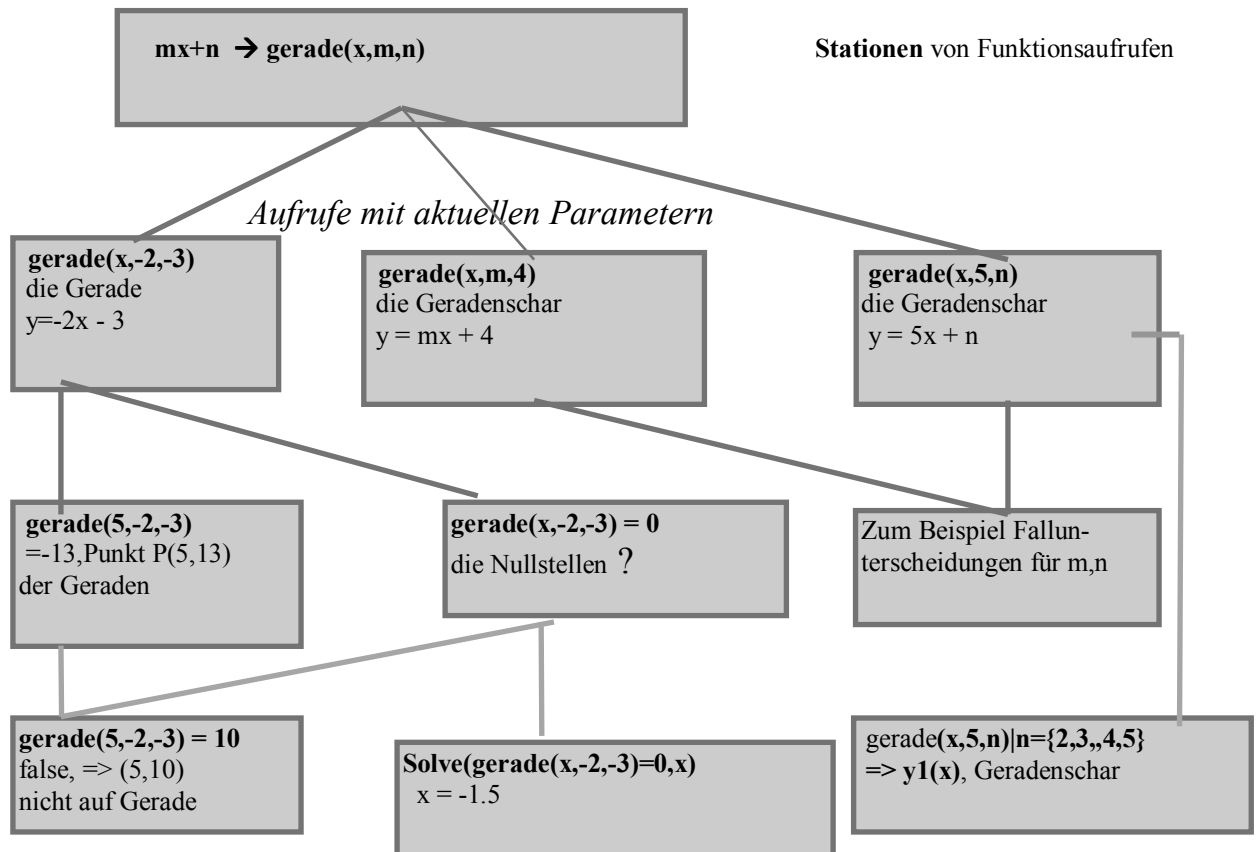 mx+n → gerade(x,m,n)
Stationen von Funktionsaufrufen
Aufrufe mit aktuellen Parametern
gerade(x,-2,-3)
die Gerade
y=-2x - 3
gerade(x,m,4)
die Geradenschar
y = mx + 4
gerade(x,5,n)
die Geradenschar
y = 5x + n
gerade(5,-2,-3)
=-13,Punkt P(5,13)
der Geraden
gerade(x,-2,-3) = 0
die Nullstellen ?
Zum Beispiel Fallun-
terscheidungen für m,n
gerade(5,-2,-3) = 10
false, => (5,10)
nicht auf Gerade
Solve(gerade(x,-2,-3)=0,x)
x = -1.5
gerade(x,5,n)|n={2,3,,4,5}
=> y1(x), Geradenschar